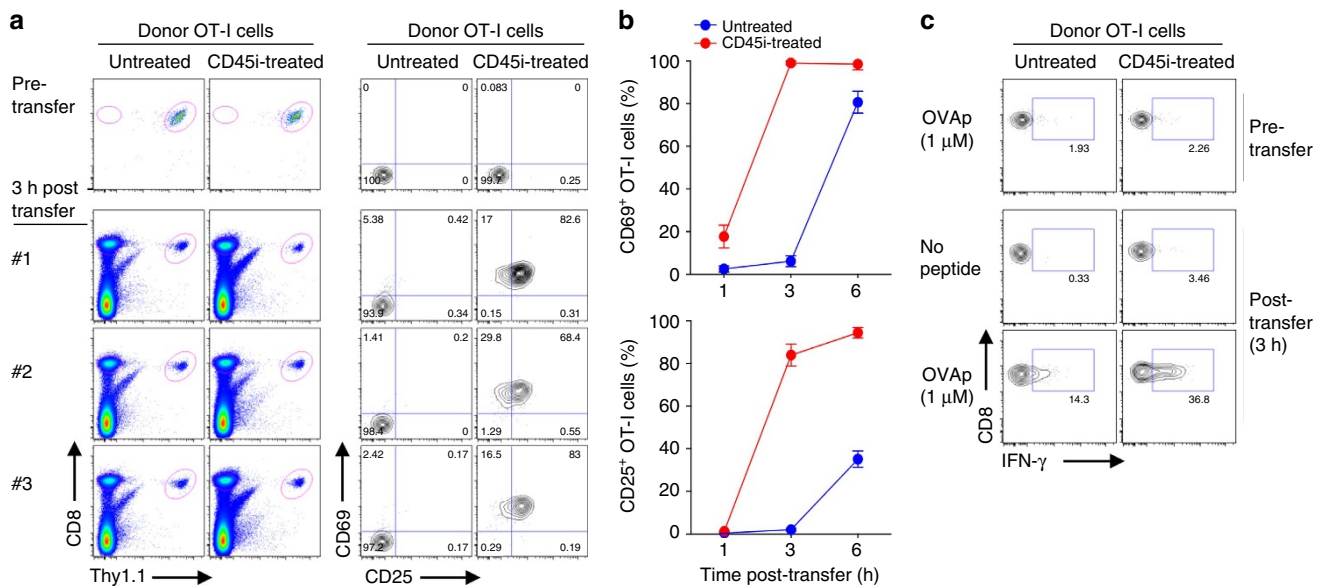 a
Donor OT-I cells
Untreated CD45i-treated
Donor OT-I cells
Untreated CD45i-treated
Pre-
transfer
0 0 0.083 0
100 0 99.7 0.25
3 h post
transfer
#1
5.38 0.42 17 82.6
93.9 0.34 0.15 0.31
#2
1.41 0.2 29.8 68.4
98.4 0 1.29 0.55
#3
2.42 0.17 16.5 83
97.2 0.17 0.29 0.19
CD8
Thy1.1
CD69
CD25
b
Untreated
CD45i-treated
CD69+ OT-I cells (%)
100
80
60
40
20
0
1 3 6
CD25+ OT-I cells (%)
100
80
60
40
20
0
1 3 6
Time post-transfer (h)
c
Donor OT-I cells
Untreated CD45i-treated
OVAp
(1 μM)
1.93 2.26
Pre-
transfer
No
peptide
0.33 3.46
Post-
transfer
(3 h)
OVAp
(1 μM)
14.3 36.8
CD8
IFN-γ